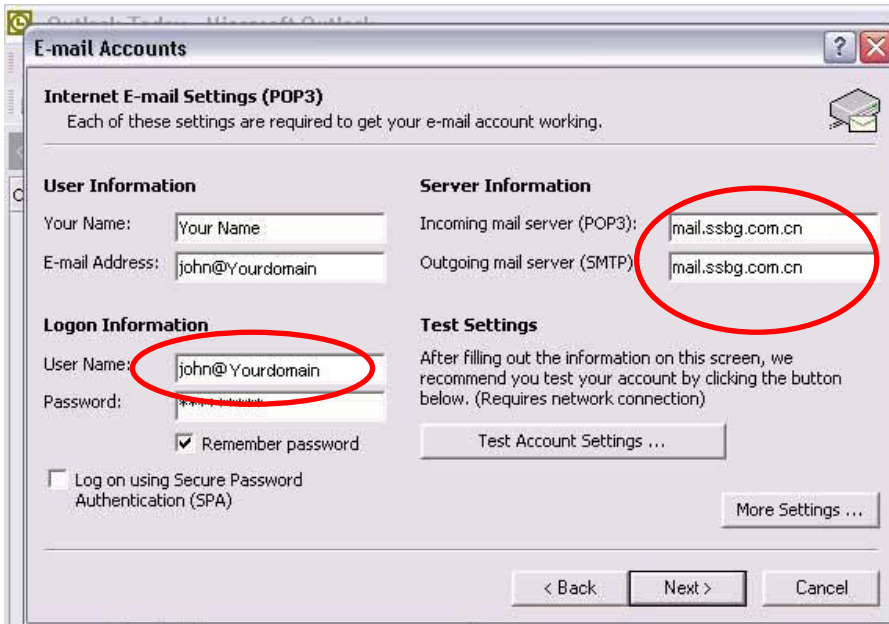 Outlook Today - Microsoft Outlook
E-mail Accounts
Internet E-mail Settings (POP3)
Each of these settings are required to get your e-mail account working.
User Information
Your Name: Your Name
E-mail Address: john@Yourdomain
Logon Information
User Name: john@Yourdomain
Password: **********
Remember password
Log on using Secure Password
Authentication (SPA)
Server Information
Incoming mail server (POP3): mail.ssbg.com.cn
Outgoing mail server (SMTP) mail.ssbg.com.cn
Test Settings
After filling out the information on this screen, we
recommend you test your account by clicking the button
below. (Requires network connection)
Test Account Settings ...
More Settings ...
< Back Next > Cancel